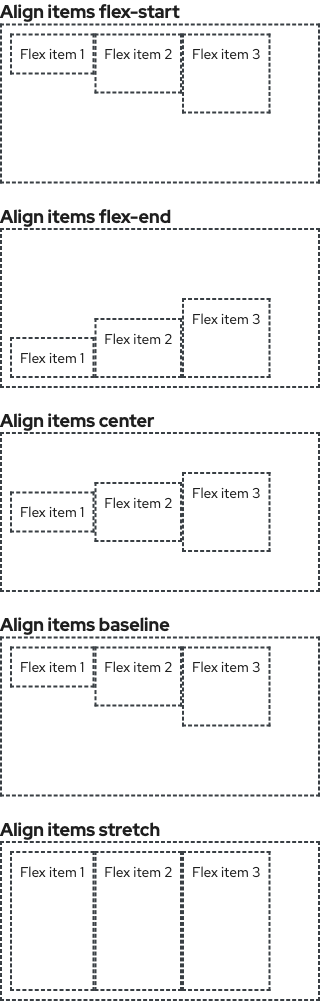 Align items flex-start
Flex item 1 Flex item 2 Flex item 3
Align items flex-end
Flex item 3
Flex item 2
Flex item 1
Align items center
Flex item 3
Flex item 2
Flex item 1
Align items baseline
Flex item 1 Flex item 2 Flex item 3
Align items stretch
Flex item 1 Flex item 2 Flex item 3